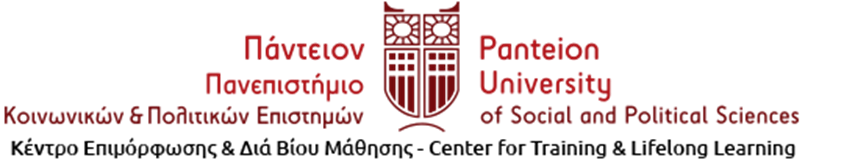 Πάντειον
Πανεπιστήμιο
Κοινωνικών & Πολιτικών Επιστημών
Panteion
University
of Social and Political Sciences
Κέντρο Επιμόρφωσης & Διά Βίου Μάθησης - Center for Training & Lifelong Learning